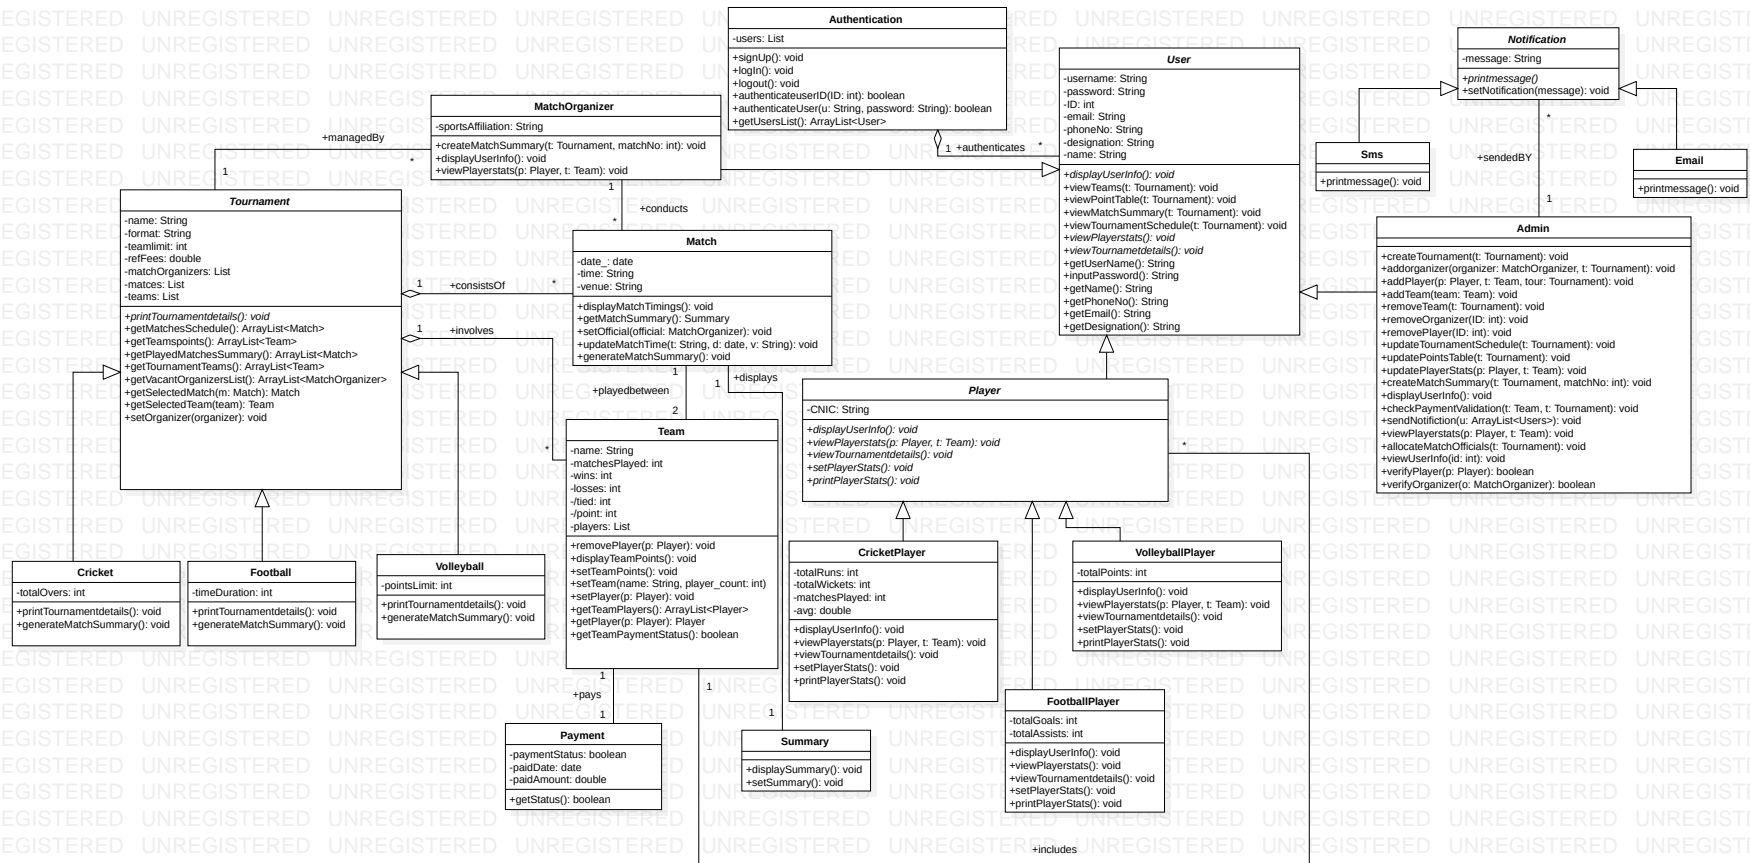 Authentication
-users: List
+signUp(): void
+logIn(): void
+logout(): void
+authenticateuserID(ID: int): boolean
+authenticateUser(u: String, password: String): boolean
+getUsersList(): ArrayList<User>
1
+authenticates
*
User
-username: String
-password: String
-ID: int
-email: String
-phoneNo: String
-designation: String
-name: String
+displayUserInfo(): void
+viewTeams(t: Tournament): void
+viewPointTable(t: Tournament): void
+viewMatchSummary(t: Tournament): void
+viewTournamentSchedule(t: Tournament): void
+viewPlayerstats(): void
+viewTournametdetails(): void
+getUserName(): String
+inputPassword(): String
+getName(): String
+getPhoneNo(): String
+getEmail(): String
+getDesignation(): String
Notification
-message: String
+printmessage()
+setNotification(message): void
*
+sendedBY
1
Sms
+printmessage(): void
Email
+printmessage(): void
Admin
+createTournament(t: Tournament): void
+addorganizer(organizer: MatchOrganizer, t: Tournament): void
+addPlayer(p: Player, t: Team, tour: Tournament): void
+addTeam(team: Team): void
+removeTeam(t: Tournament): void
+removeOrganizer(ID: int): void
+removePlayer(ID: int): void
+updateTournamentSchedule(t: Tournament): void
+updatePointsTable(t: Tournament): void
+updatePlayerStats(p: Player, t: Team): void
+createMatchSummary(t: Tournament, matchNo: int): void
+displayUserInfo(): void
+checkPaymentValidation(t: Team, t: Tournament): void
+sendNotifiction(u: ArrayList<Users>): void
+viewPlayerstats(p: Player, t: Team): void
+allocateMatchOfficials(t: Tournament): void
+viewUserInfo(id: int): void
+verifyPlayer(p: Player): boolean
+verifyOrganizer(o: MatchOrganizer): boolean
MatchOrganizer
-sportsAffiliation: String
+createMatchSummary(t: Tournament, matchNo: int): void
+displayUserInfo(): void
+viewPlayerstats(p: Player, t: Team): void
+managedBy
*
1
1
+conducts
*
Tournament
-name: String
-format: String
-teamlimit: int
-refFees: double
-matchOrganizers: List
-matces: List
-teams: List
+printTournamentdetails(): void
+getMatchesSchedule(): ArrayList<Match>
+getTeamspoints(): ArrayList<Team>
+getPlayedMatchesSummary(): ArrayList<Match>
+getTournamentTeams(): ArrayList<Team>
+getVacantOrganizersList(): ArrayList<MatchOrganizer>
+getSelectedMatch(m: Match): Match
+getSelectedTeam(team): Team
+setOrganizer(organizer): void
1
+consistsOf
*
1
+involves
*
Match
-date_: date
-time: String
-venue: String
+displayMatchTimings(): void
+getMatchSummary(): Summary
+setOfficial(official: MatchOrganizer): void
+updateMatchTime(t: String, d: date, v: String): void
+generateMatchSummary(): void
1
+playedbetween
2
1
+displays
1
Team
-name: String
-matchesPlayed: int
-wins: int
-losses: int
-/tied: int
-/point: int
-players: List
+removePlayer(p: Player): void
+displayTeamPoints(): void
+setTeamPoints(): void
+setTeam(name: String, player_count: int)
+setPlayer(p: Player): void
+getTeamPlayers(): ArrayList<Player>
+getPlayer(p: Player): Player
+getTeamPaymentStatus(): boolean
1
+pays
1
1
Player
-CNIC: String
+displayUserInfo(): void
+viewPlayerstats(p: Player, t: Team): void
+viewTournamentdetails(): void
+setPlayerStats(): void
+printPlayerStats(): void
*
Cricket
-totalOvers: int
+printTournamentdetails(): void
+generateMatchSummary(): void
Football
-timeDuration: int
+printTournamentdetails(): void
+generateMatchSummary(): void
Volleyball
-pointsLimit: int
+printTournamentdetails(): void
+generateMatchSummary(): void
CricketPlayer
-totalRuns: int
-totalWickets: int
-matchesPlayed: int
-avg: double
+displayUserInfo(): void
+viewPlayerstats(p: Player, t: Team): void
+viewTournamentdetails(): void
+setPlayerStats(): void
+printPlayerStats(): void
VolleyballPlayer
-totalPoints: int
+displayUserInfo(): void
+viewPlayerstats(p: Player, t: Team): void
+viewTournamentdetails(): void
+setPlayerStats(): void
+printPlayerStats(): void
FootballPlayer
-totalGoals: int
-totalAssists: int
+displayUserInfo(): void
+viewPlayerstats(): void
+viewTournamentdetails(): void
+setPlayerStats(): void
+printPlayerStats(): void
Payment
-paymentStatus: boolean
-paidDate: date
-paidAmount: double
+getStatus(): boolean
Summary
+displaySummary(): void
+setSummary(): void
+includes